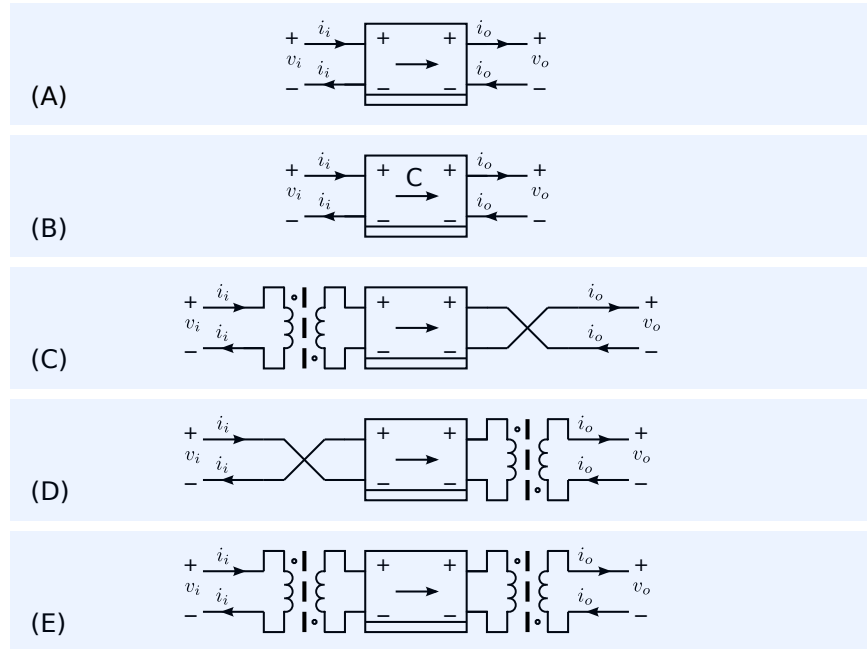 + i_i + + i_o +
v_i v_o
− i_i − − i_o −
(A)
+ i_i + C + i_o +
v_i v_o
− i_i − − i_o −
(B)
+ i_i + + i_o +
v_i v_o
− i_i − − i_o −
(C)
+ i_i + + i_o +
v_i v_o
− i_i − − i_o −
(D)
+ i_i + + i_o +
v_i v_o
− i_i − − i_o −
(E)